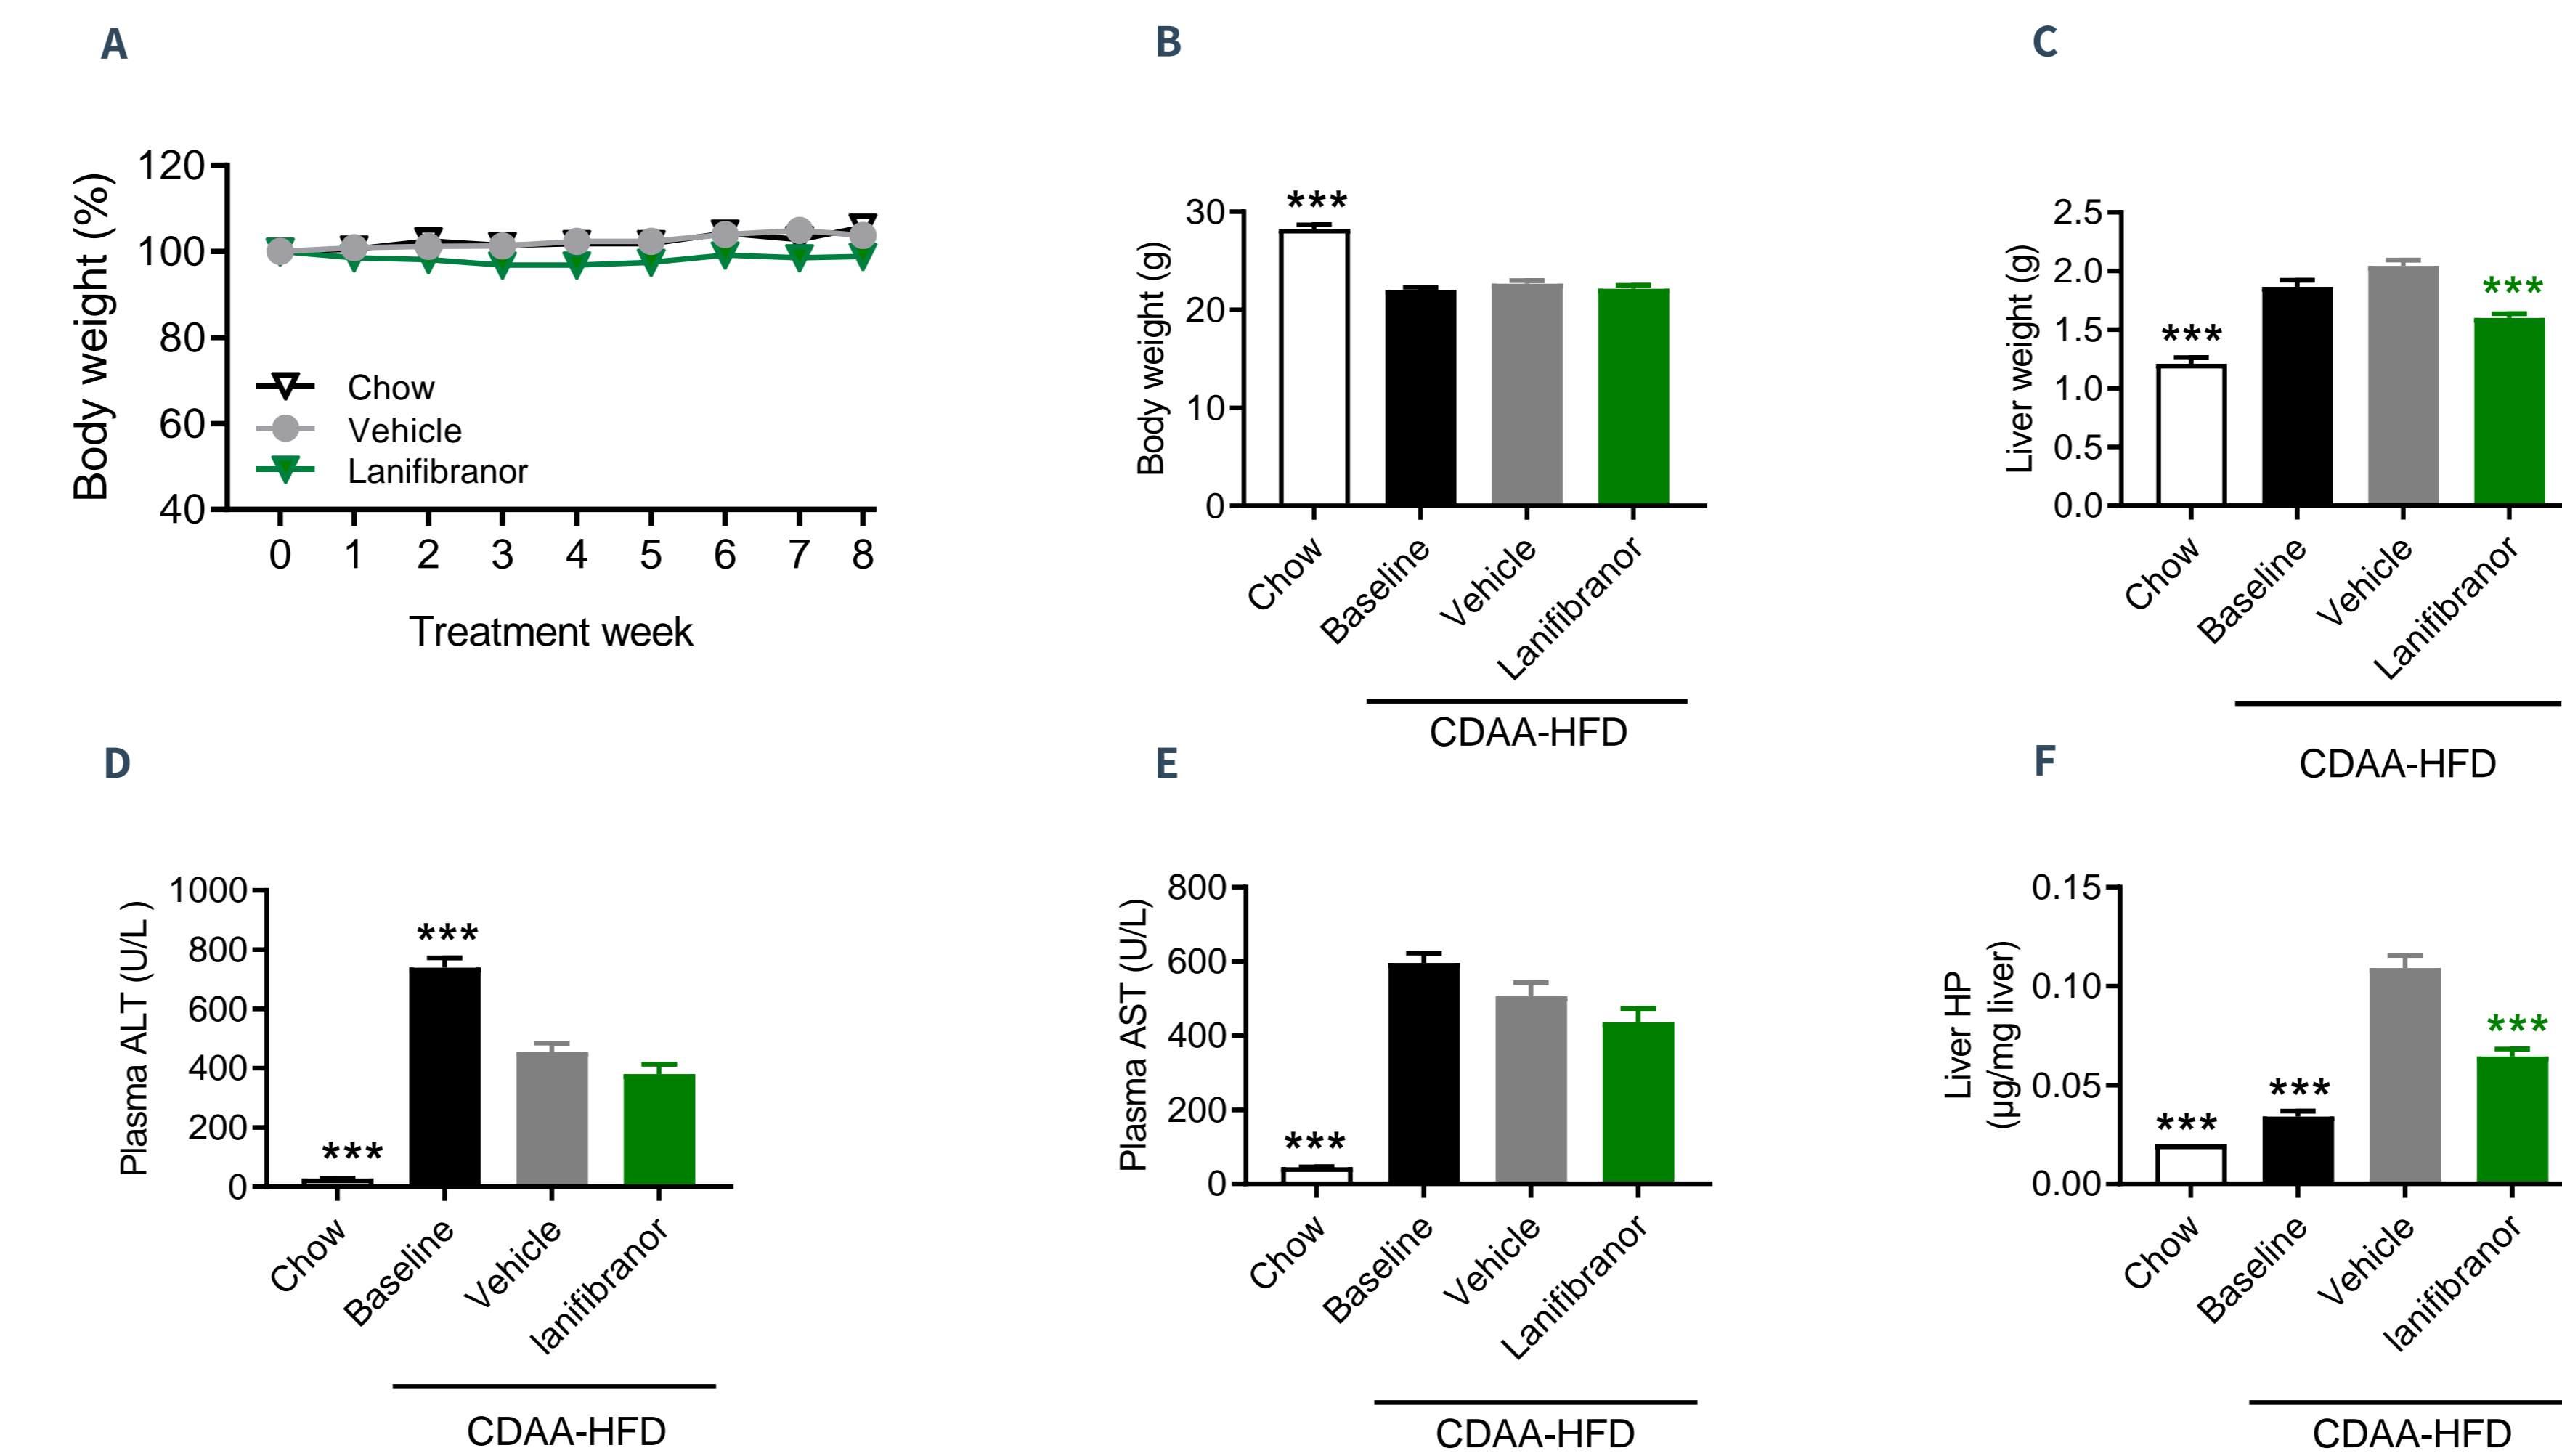 A
120
100
80
60
40
Body weight (%)
Chow
Vehicle
Lanifibranor
0 1 2 3 4 5 6 7 8
Treatment week
B
***
30
20
10
0
Body weight (g)
Chow
Baseline
Vehicle
Lanifibranor
CDAA-HFD
C
2.5
2.0
1.5
1.0
0.5
0.0
Liver weight (g)
***
***
Chow
Baseline
Vehicle
Lanifibranor
CDAA-HFD
D
1000
800
600
400
200
0
Plasma ALT (U/L )
***
***
Chow
Baseline
Vehicle
lanifibranor
CDAA-HFD
E
800
600
400
200
0
Plasma AST (U/L)
***
Chow
Baseline
Vehicle
Lanifibranor
CDAA-HFD
F
0.15
0.10
0.05
0.00
Liver HP
(µg/mg liver)
***
***
***
Chow
Baseline
Vehicle
lanifibranor
CDAA-HFD